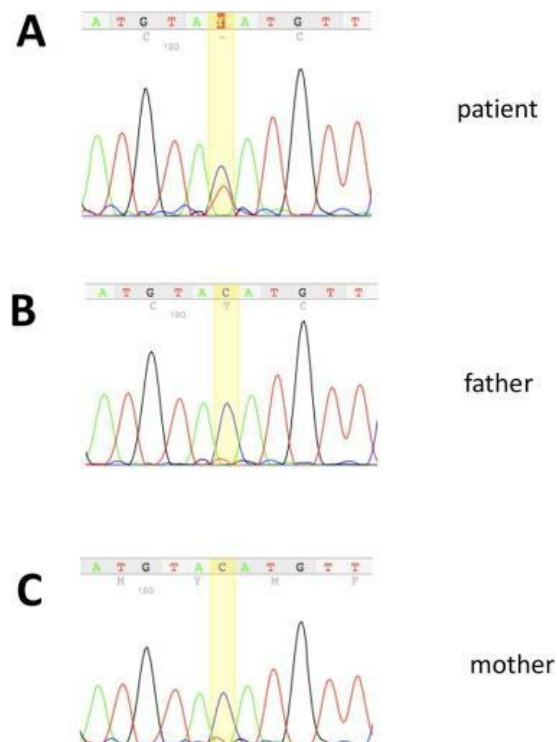 A
A T G T A Y A T G T T
C - C
180
patient
B
A T G T A C A T G T T
C T C
180
father
C
A T G T A C A T G T T
M Y M F
180
mother